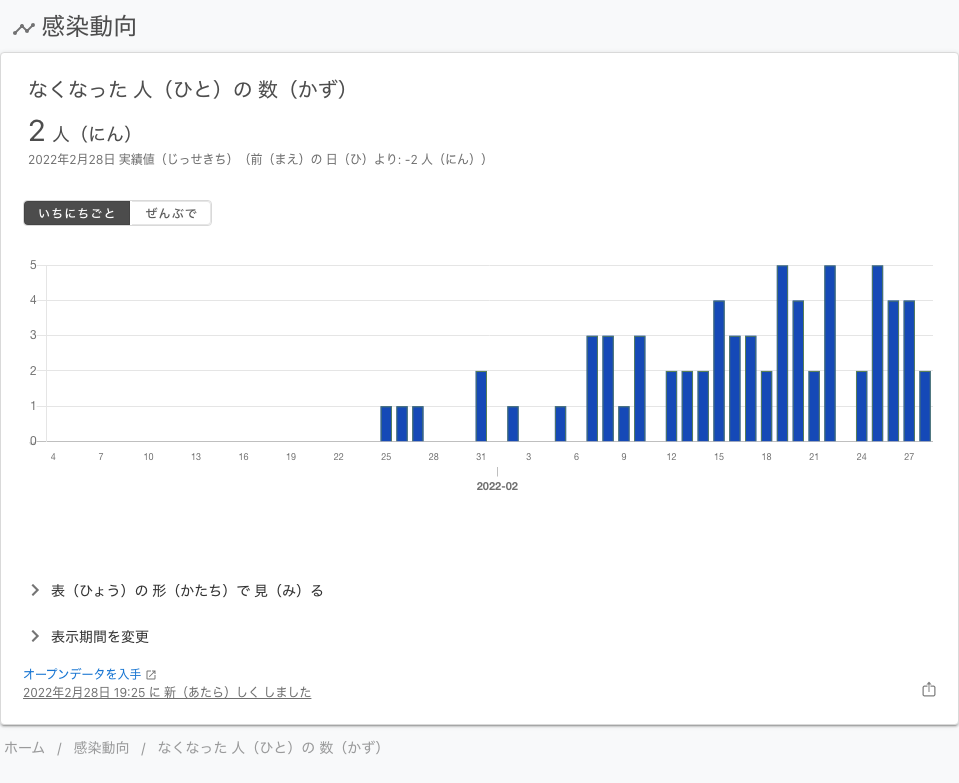 感染動向
なくなった 人（ひと）の 数（かず）
2 人（にん）
2022年2月28日 実績値（じっせきち）（前（まえ）の 日（ひ）より: -2 人（にん））
いちにちごと ぜんぶで
5
4
3
2
1
0
4 7 10 13 16 19 22 25 28 31 3 6 9 12 15 18 21 24 27
2022-02
表（ひょう）の 形（かたち）で 見（み）る
表示期間を変更
オープンデータを入手
2022年2月28日 19:25 に 新（あたら）しく しました
ホーム / 感染動向 / なくなった 人（ひと）の 数（かず）